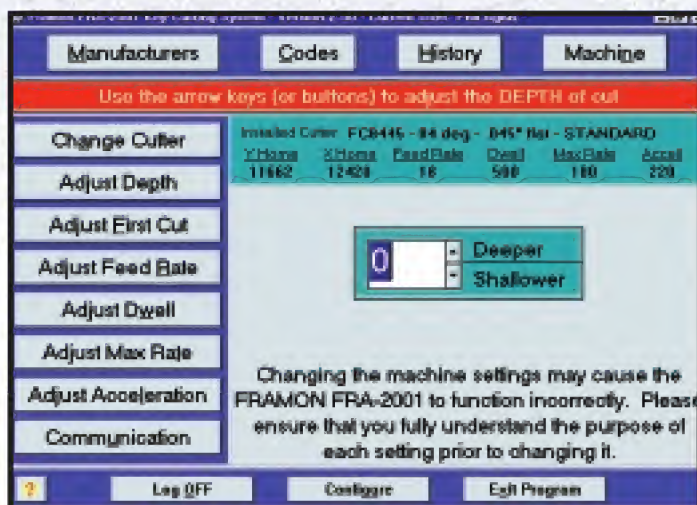 Manufacturers Codes History Machine
Use the arrow keys (or buttons) to adjust the DEPTH of cut
Change Cutter
Adjust Depth
Adjust First Cut
Adjust Feed Rate
Adjust Dwell
Adjust Max Rate
Adjust Acceleration
Communication
Installed Cutter FC8445 - 84 deg - .045" flat - STANDARD
Y Home X Home Feed Rate Dwell Max Rate Accel
11662 12420 18 500 180 220
0
Deeper
Shallower
Changing the machine settings may cause the
FRAMON FRA-2001 to function incorrectly. Please
ensure that you fully understand the purpose of
each setting prior to changing it.
? Log OFF Configure Exit Program